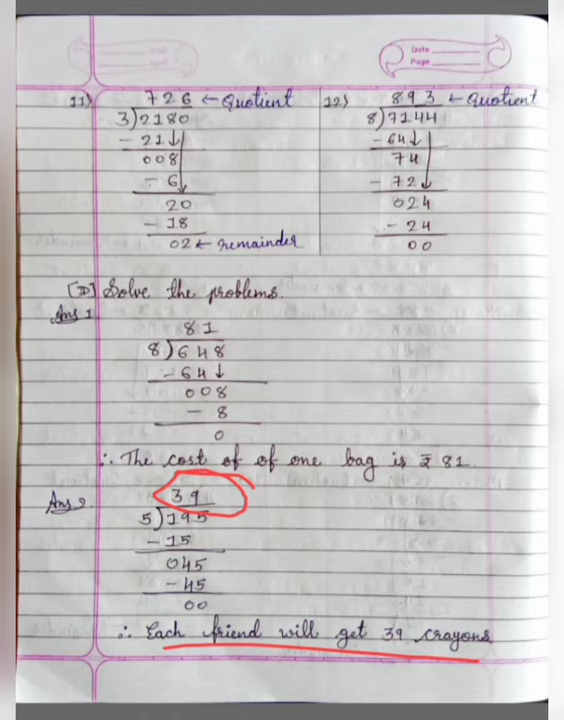 Date
Page
11) 726 ← Quotient
3)2180
- 21↓
008
- 6↓
20
- 18
02 ← remainder
12) 893 ← Quotient
8)7144
- 64↓
74
- 72↓
024
- 24
00
[D] Solve the problems.
Ans 1
81
8)648
- 64↓
008
- 8
0
∴ The cost of of one bag is ₹ 81
Ans 2
39
5)195
- 15
045
- 45
00
∴ Each friend will get 39 crayons